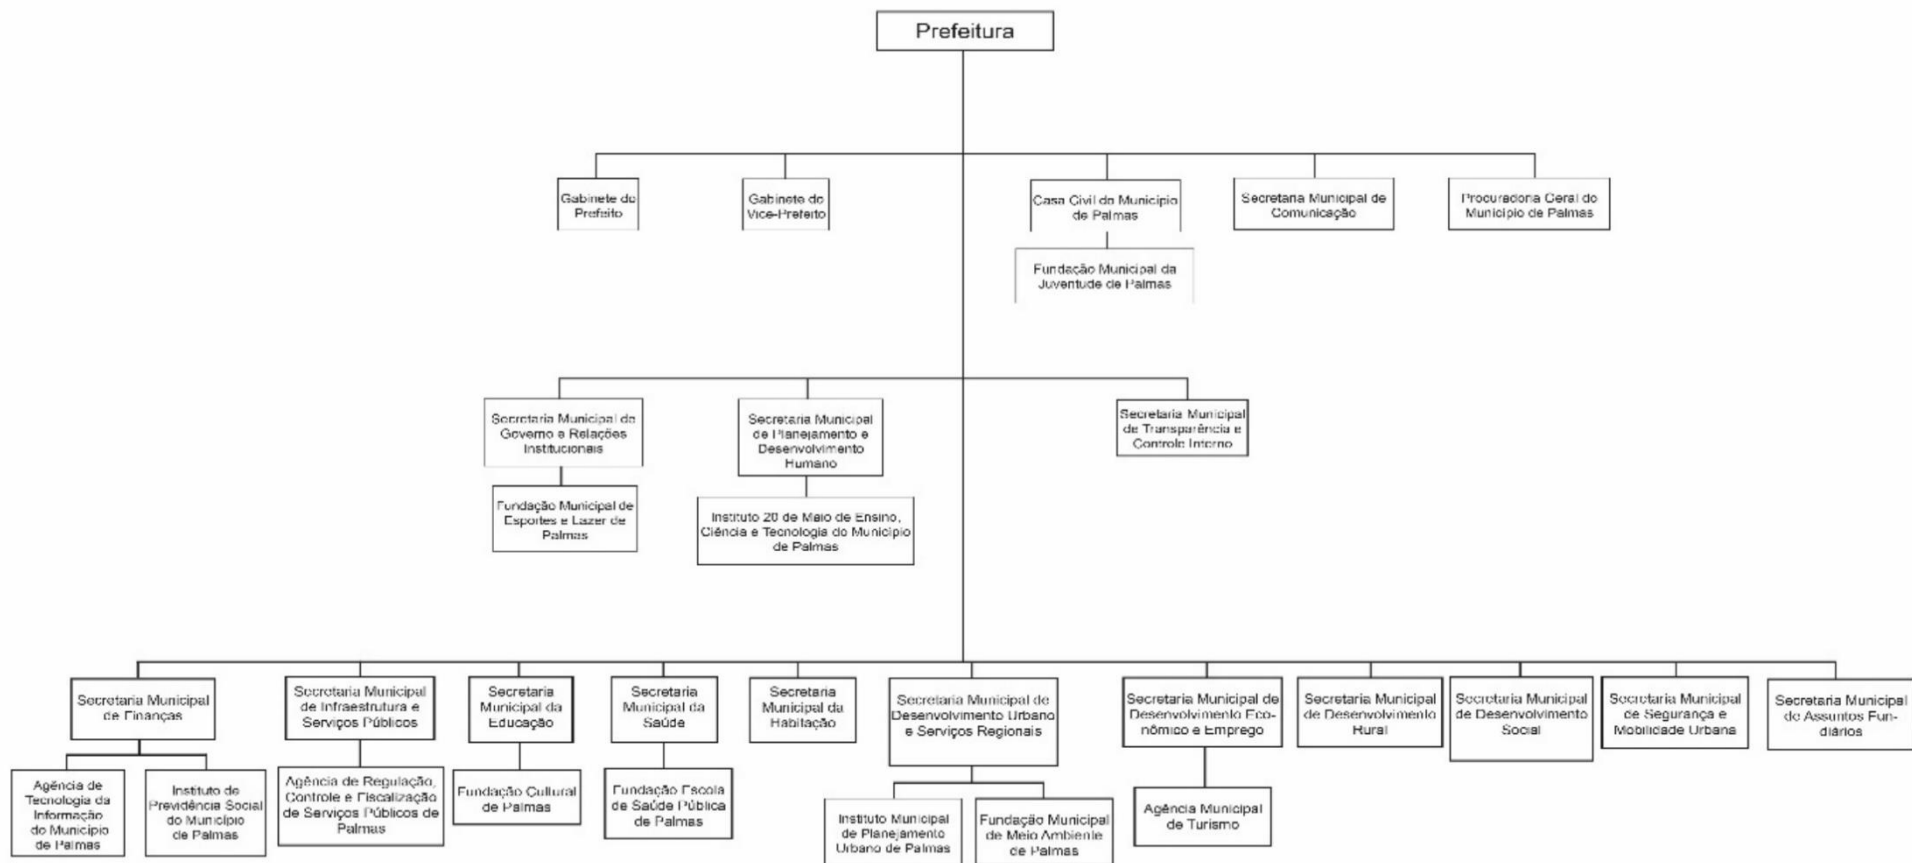 Prefeitura
Gabinete do
Prefeito
Gabinete do
Vice-Prefeito
Casa Civil do Município
de Palmas
Secretaria Municipal de
Comunicação
Procuradoria Geral do
Município de Palmas
Fundação Municipal da
Juventude de Palmas
Secretaria Municipal de
Governo e Relações
Institucionais
Secretaria Municipal
de Planejamento e
Desenvolvimento
Humano
Secretaria Municipal
de Transparência e
Controle Interno
Fundação Municipal de
Esportes e Lazer de
Palmas
Instituto 20 de Maio de Ensino,
Ciência e Tecnologia do Município
de Palmas
Secretaria Municipal
de Finanças
Secretaria Municipal
de Infraestrutura e
Serviços Públicos
Secretaria
Municipal da
Educação
Secretaria
Municipal da
Saúde
Secretaria
Municipal da
Habitação
Secretaria Municipal de
Desenvolvimento Urbano
e Serviços Regionais
Secretaria Municipal de
Desenvolvimento Eco-
nômico e Emprego
Secretaria Municipal
de Desenvolvimento
Rural
Secretaria Municipal
de Desenvolvimento
Social
Secretaria Municipal
de Segurança e
Mobilidade Urbana
Secretaria Municipal
de Assuntos Fun-
diários
Agência de
Tecnologia da
Informação
do Município
de Palmas
Instituto de
Previdência Social
do Município
de Palmas
Agência de Regulação,
Controle e Fiscalização
de Serviços Públicos de
Palmas
Fundação Cultural
de Palmas
Fundação Escola
de Saúde Pública
de Palmas
Instituto Municipal
de Planejamento
Urbano de Palmas
Fundação Municipal
de Meio Ambiente
de Palmas
Agência Municipal
de Turismo